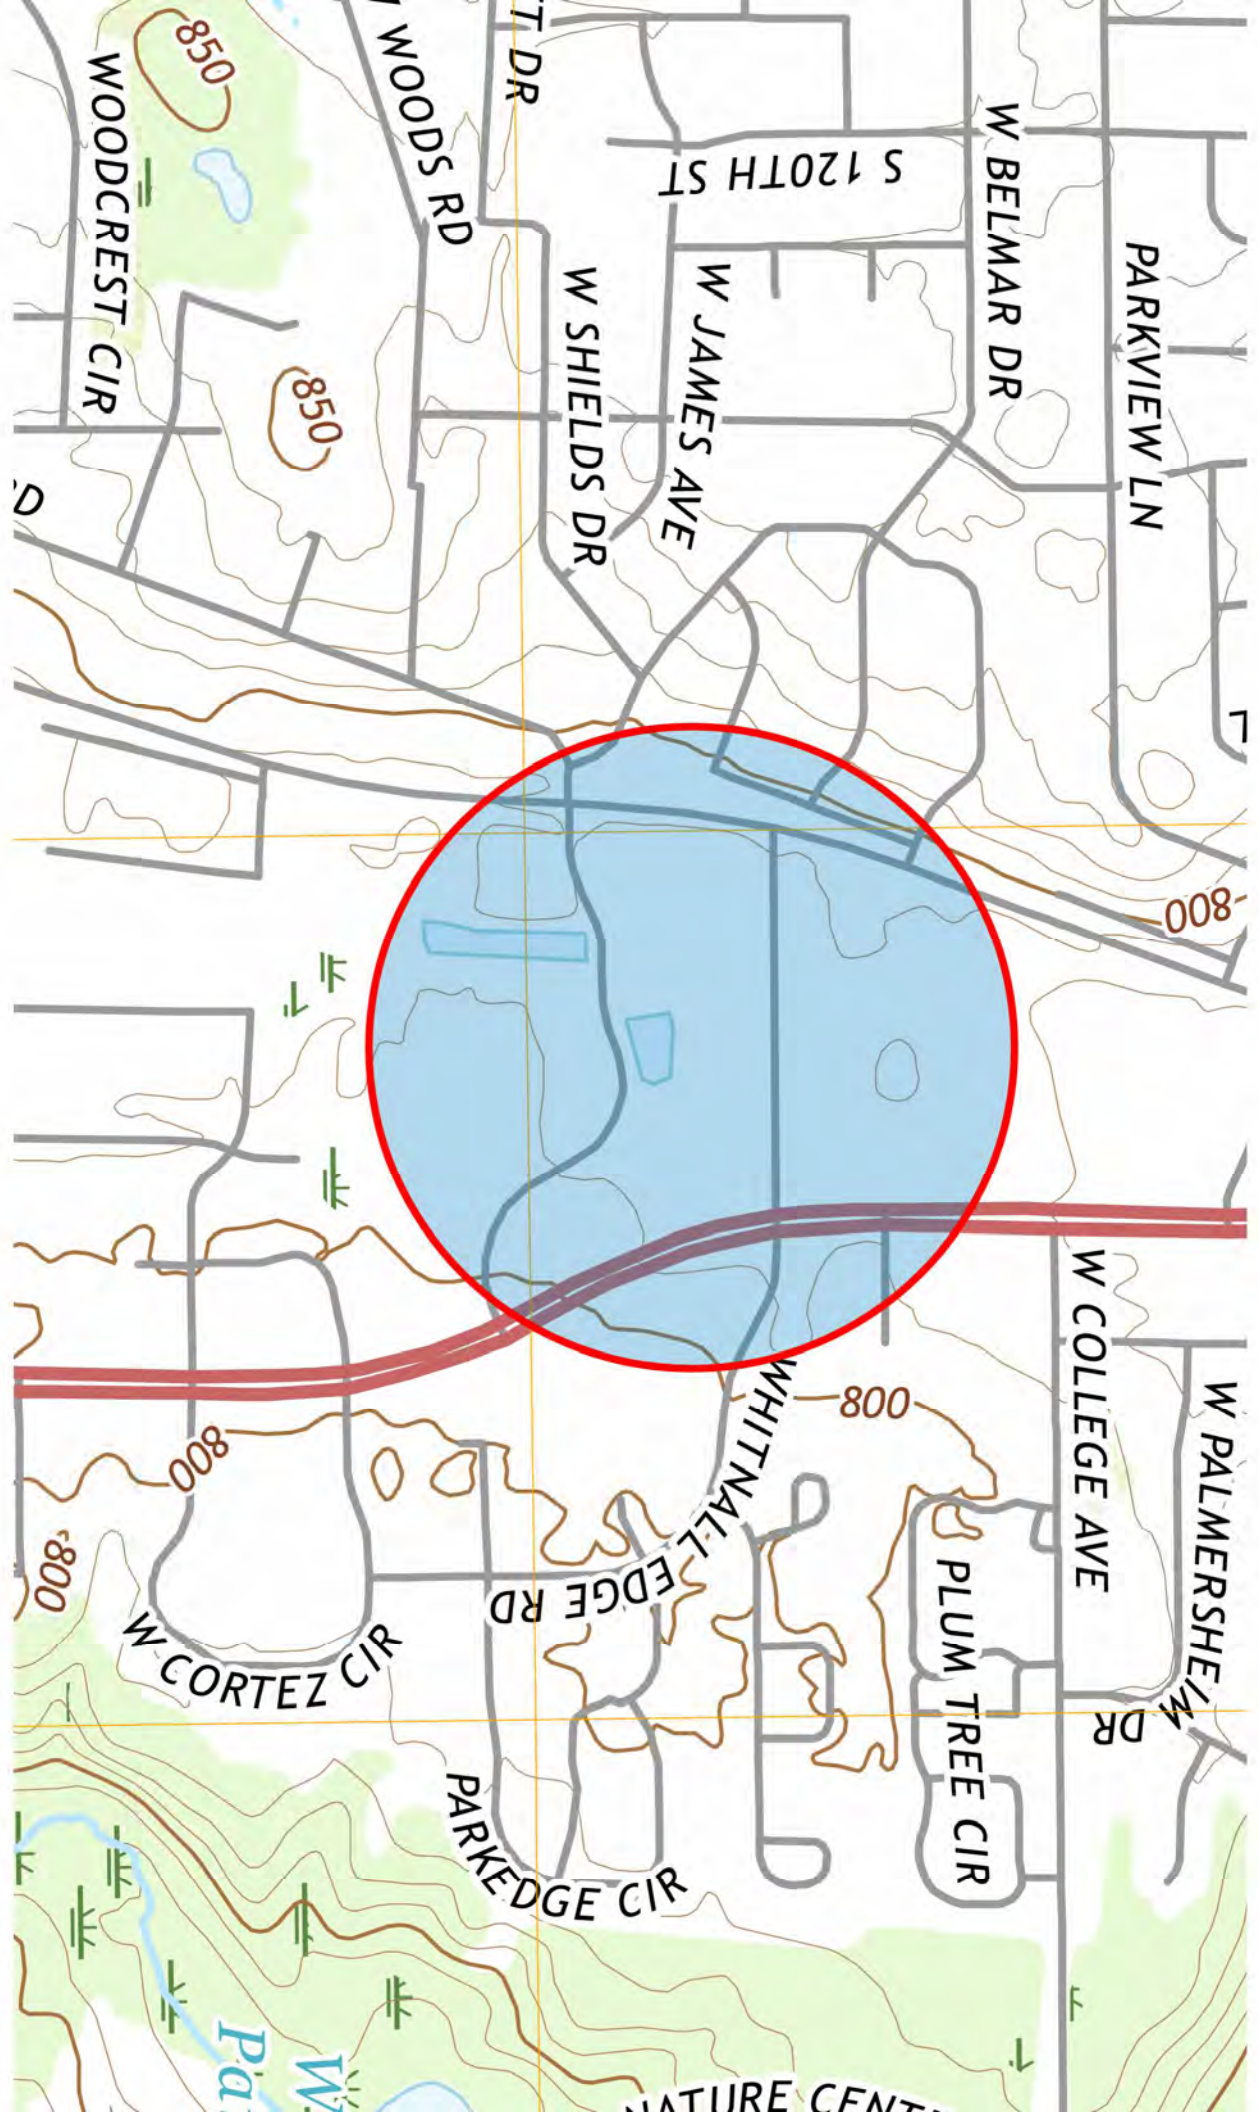 850
WOODCREST CIR
WOODS RD
TT DR
S 120TH ST
W BELMAR DR
PARKVIEW LN
W SHIELDS DR
W JAMES AVE
850
800
W COLLEGE AVE
W PALMERSHEIM
DR
WHITNALL EDGE RD
800
800
800
PLUM TREE CIR
W CORTEZ CIR
PARKEDGE CIR
NATURE